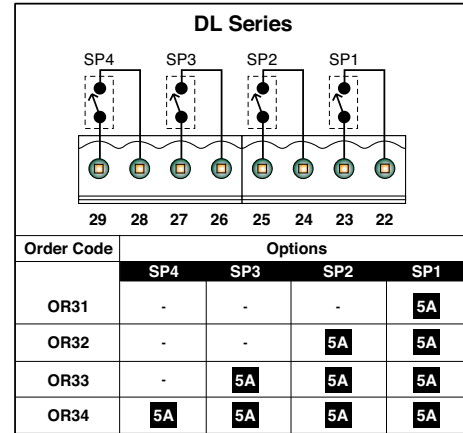 DL Series
SP4 SP3 SP2 SP1
29 28 27 26 25 24 23 22
Order Code Options
SP4 SP3 SP2 SP1
OR31 - - - 5A
OR32 - - 5A 5A
OR33 - 5A 5A 5A
OR34 5A 5A 5A 5A